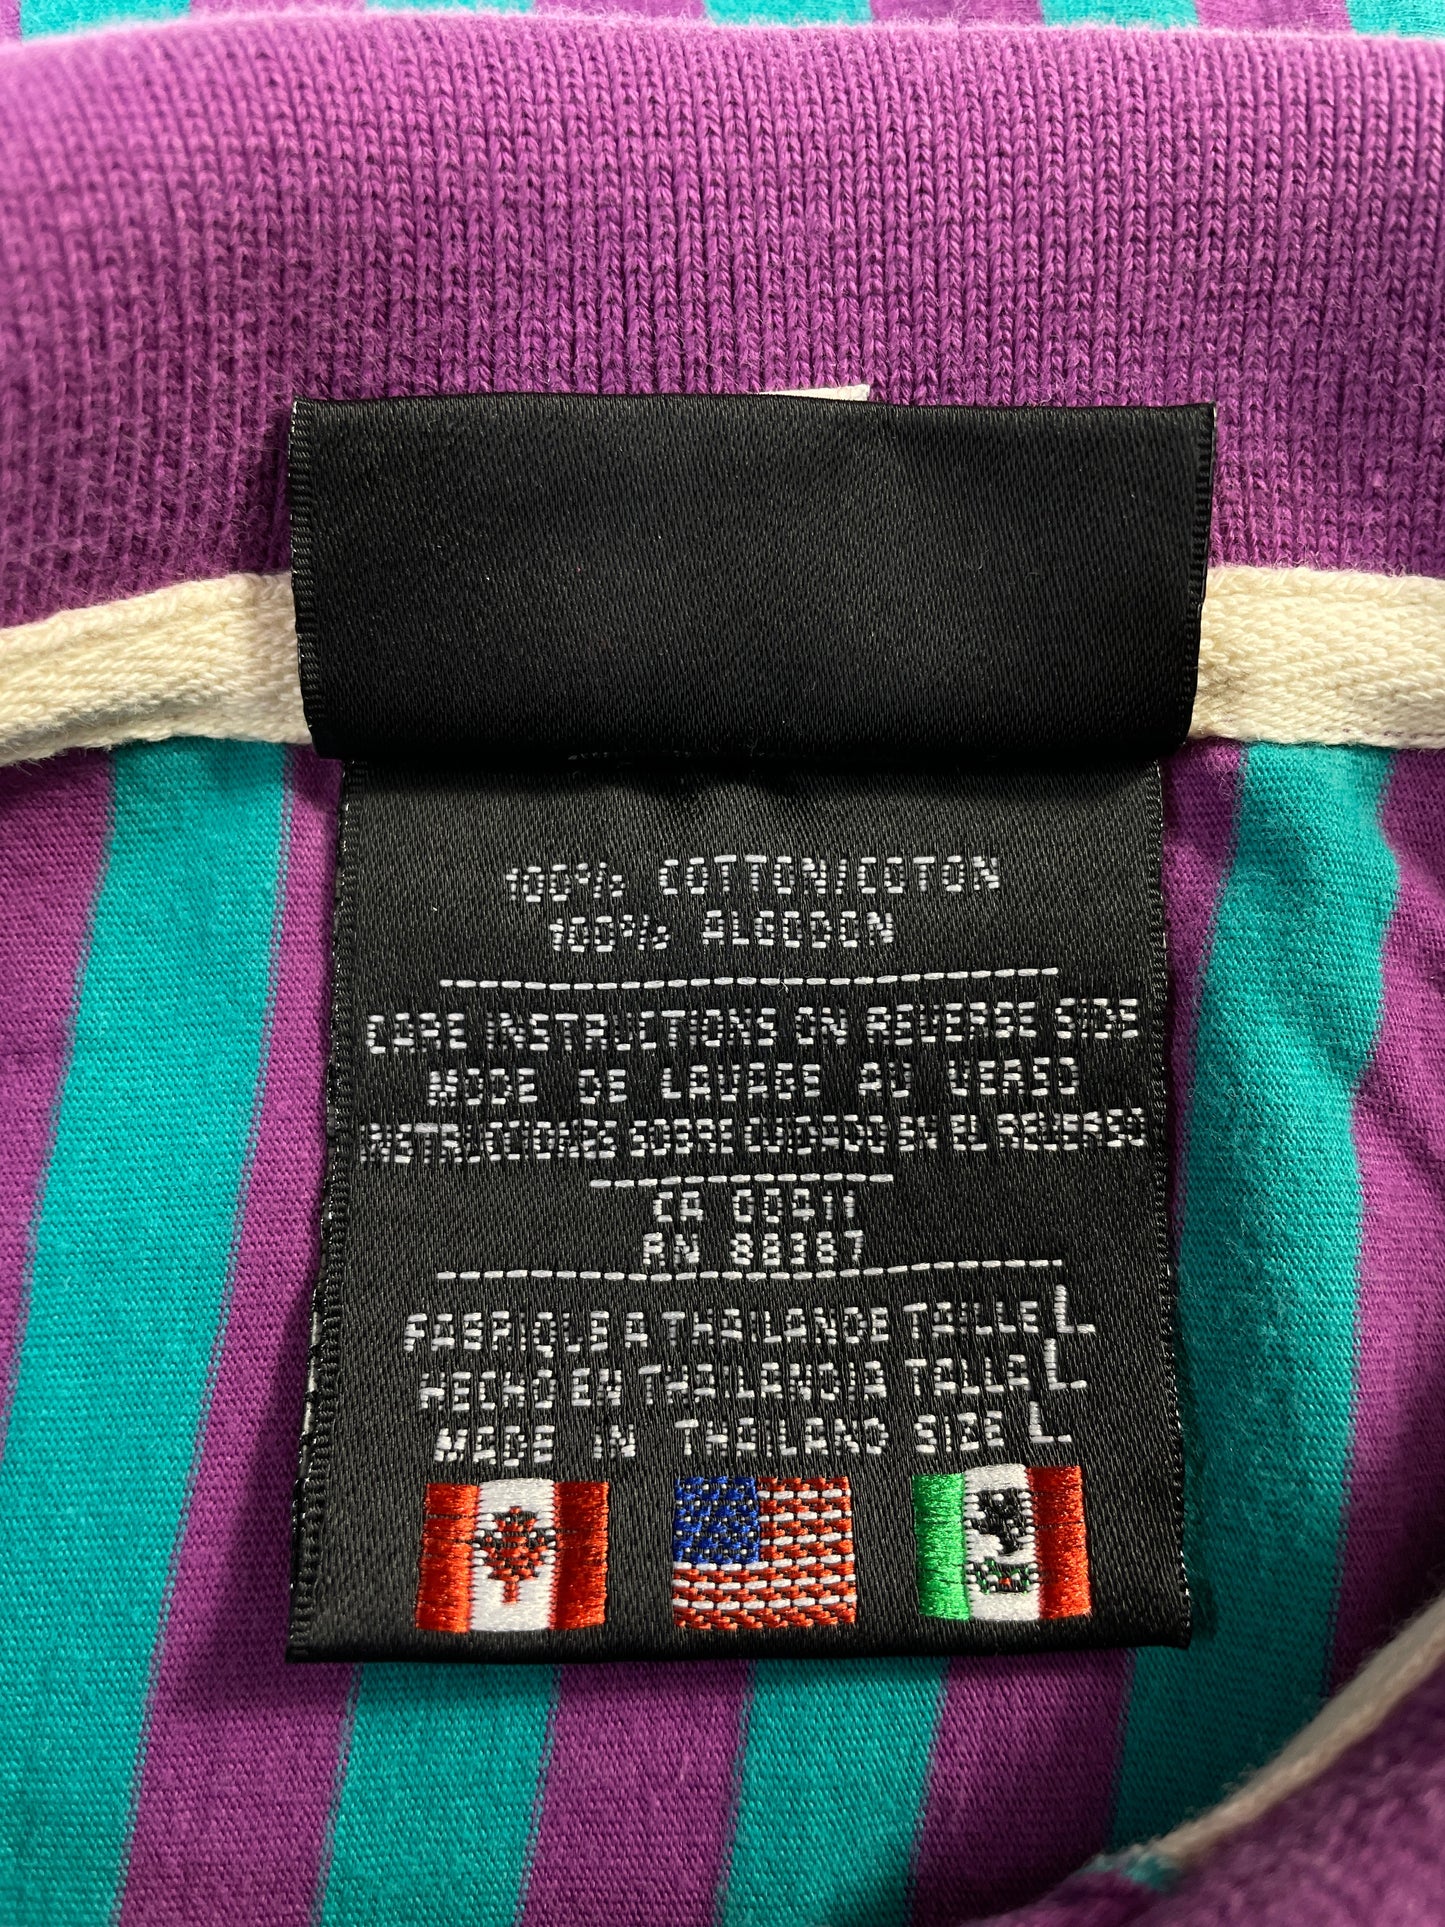 100% COTTON/COTON
100% ALGODON
CARE INSTRUCTIONS ON REVERSE SIDE
MODE DE LAVAGE AU VERSO
INSTRUCCIONES SOBRE CUIDADO EN EL REVERSO
CA 00411
RN 88387
FABRIQUE A THAILANDE TAILLE L
HECHO EN THAILANDIA TALLA L
MADE IN THAILAND SIZE L